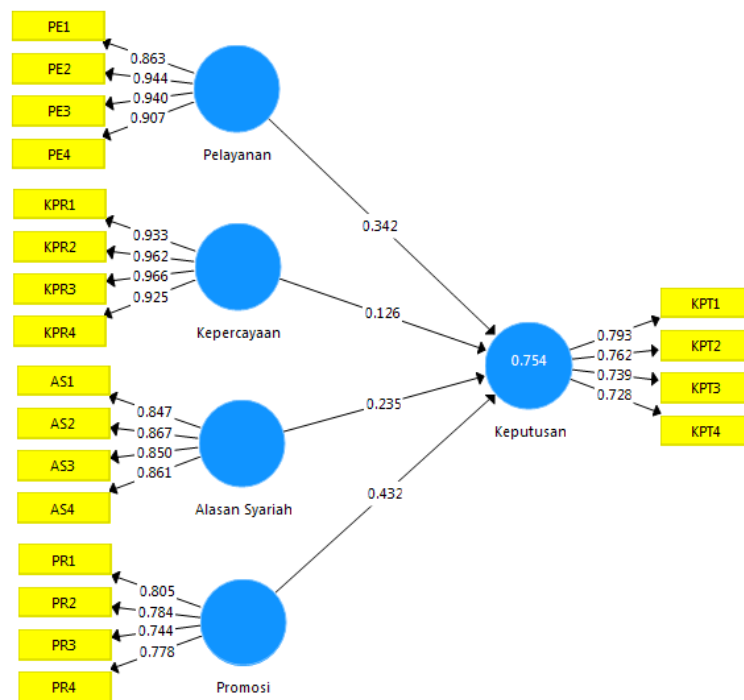 PE1
0.863
PE2
0.944
PE3
0.940
0.907
PE4
Pelayanan
0.342
KPR1
0.933
KPR2
0.962
KPR3
0.966
0.925
KPR4
Kepercayaan
0.126
AS1
0.847
AS2
0.867
AS3
0.850
0.861
AS4
Alasan Syariah
0.235
PR1
0.805
PR2
0.784
PR3
0.744
0.778
PR4
Promosi
0.432
0.754
Keputusan
0.793
KPT1
0.762
KPT2
0.739
KPT3
0.728
KPT4